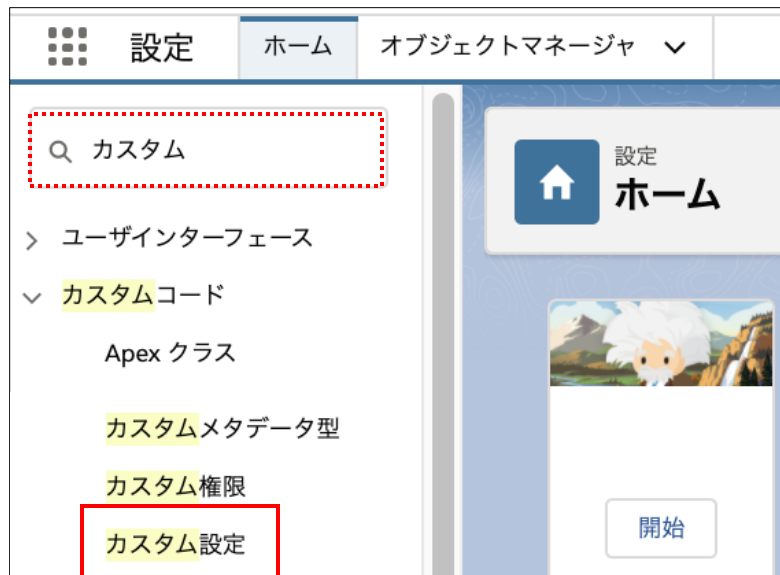 設定
ホーム
オブジェクトマネージャ
カスタム
ユーザインターフェース
カスタムコード
Apex クラス
カスタムメタデータ型
カスタム権限
カスタム設定
設定
ホーム
開始